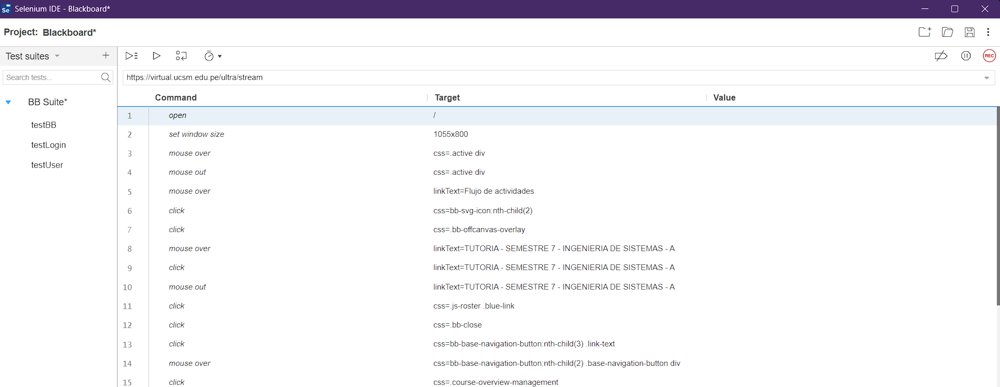 Se Selenium IDE - Blackboard*
Project: Blackboard*
Test suites
Search tests...
BB Suite*
testBB
testLogin
testUser
REC
https://virtual.ucsm.edu.pe/ultra/stream
Command Target Value
1 open /
2 set window size 1055x800
3 mouse over css=.active div
4 mouse out css=.active div
5 mouse over linkText=Flujo de actividades
6 click css=bb-svg-icon:nth-child(2)
7 click css=.bb-offcanvas-overlay
8 mouse over linkText=TUTORIA - SEMESTRE 7 - INGENIERIA DE SISTEMAS - A
9 click linkText=TUTORIA - SEMESTRE 7 - INGENIERIA DE SISTEMAS - A
10 mouse out linkText=TUTORIA - SEMESTRE 7 - INGENIERIA DE SISTEMAS - A
11 click css=.js-roster .blue-link
12 click css=.bb-close
13 click css=bb-base-navigation-button:nth-child(3) .link-text
14 mouse over css=bb-base-navigation-button:nth-child(2) .base-navigation-button div
15 click css=.course-overview-management